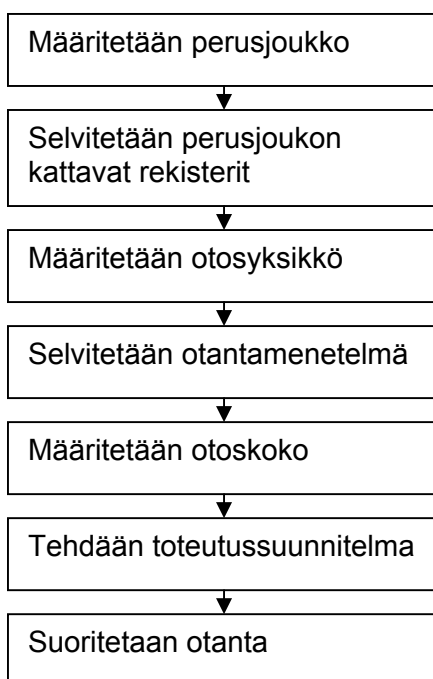 Määritetään perusjoukko
Selvitetään perusjoukon
kattavat rekisterit
Määritetään otosyksikkö
Selvitetään otantamenetelmä
Määritetään otoskoko
Tehdään toteutussuunnitelma
Suoritetaan otanta